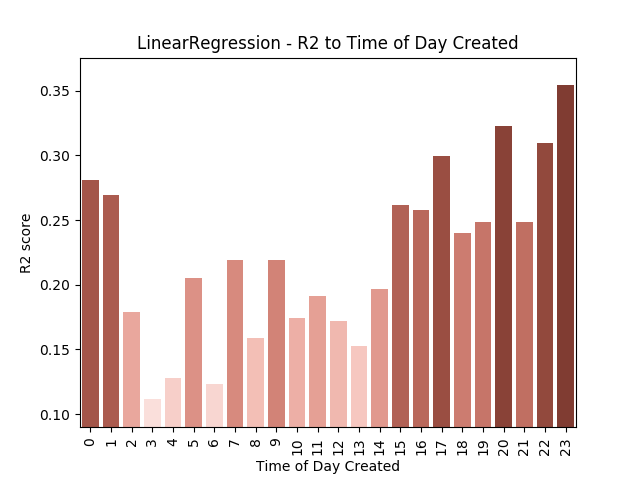 LinearRegression - R2 to Time of Day Created
R2 score
0.35
0.30
0.25
0.20
0.15
0.10
0 1 2 3 4 5 6 7 8 9 10 11 12 13 14 15 16 17 18 19 20 21 22 23
Time of Day Created